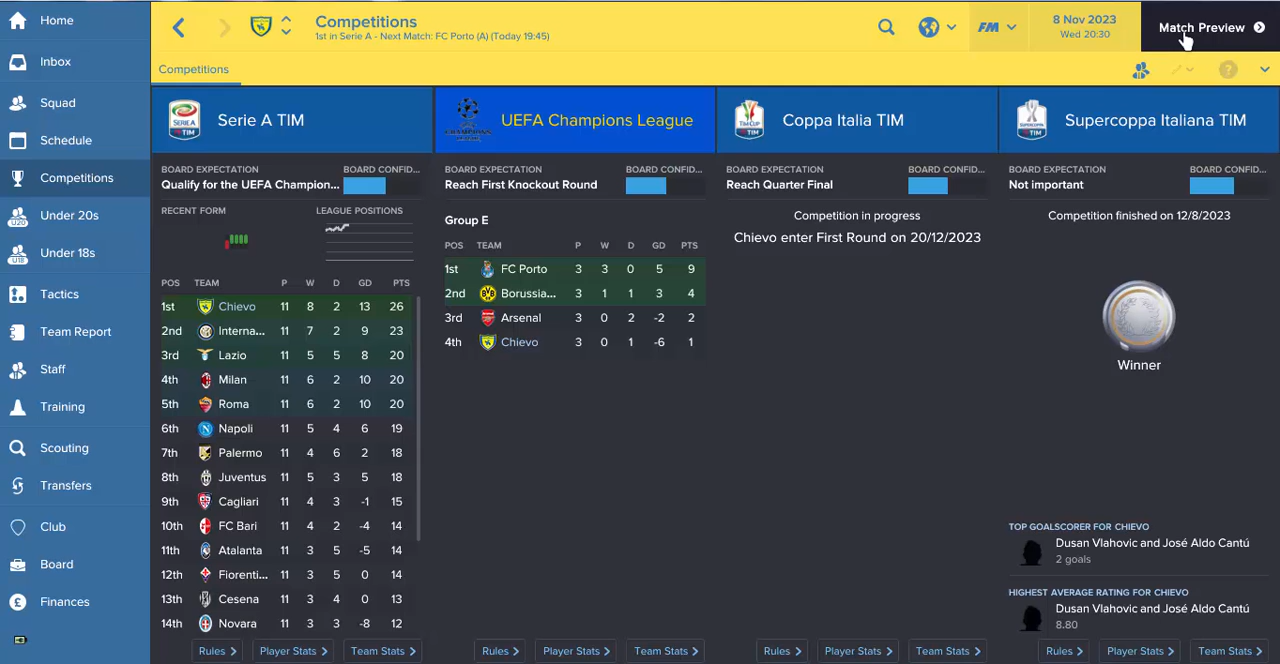 Home
Inbox
Squad
Schedule
Competitions
Under 20s
Under 18s
Tactics
Team Report
Staff
Training
Scouting
Transfers
Club
Board
Finances
Competitions
1st in Serie A - Next Match: FC Porto (A) (Today 19:45)
FM
8 Nov 2023
Wed 20:30
Match Preview
Competitions
Serie A TIM
BOARD EXPECTATION BOARD CONFID...
Qualify for the UEFA Champion...
RECENT FORM LEAGUE POSITIONS
POS TEAM P W D GD PTS
1st Chievo 11 8 2 13 26
2nd Interna... 11 7 2 9 23
3rd Lazio 11 5 5 8 20
4th Milan 11 6 2 10 20
5th Roma 11 6 2 10 20
6th Napoli 11 5 4 6 19
7th Palermo 11 4 6 2 18
8th Juventus 11 5 3 5 18
9th Cagliari 11 4 3 -1 15
10th FC Bari 11 4 2 -4 14
11th Atalanta 11 3 5 -5 14
12th Fiorenti... 11 3 5 0 14
13th Cesena 11 3 4 0 13
14th Novara 11 3 3 -8 12
Rules Player Stats Team Stats
UEFA Champions League
BOARD EXPECTATION BOARD CONFID...
Reach First Knockout Round
Group E
POS TEAM P W D GD PTS
1st FC Porto 3 3 0 5 9
2nd Borussia... 3 1 1 3 4
3rd Arsenal 3 0 2 -2 2
4th Chievo 3 0 1 -6 1
Rules Player Stats Team Stats
Coppa Italia TIM
BOARD EXPECTATION BOARD CONFID...
Reach Quarter Final
Competition in progress
Chievo enter First Round on 20/12/2023
Rules Player Stats Team Stats
Supercoppa Italiana TIM
BOARD EXPECTATION BOARD CONFID...
Not important
Competition finished on 12/8/2023
Winner
TOP GOALSCORER FOR CHIEVO
Dusan Vlahovic and José Aldo Cantú
2 goals
HIGHEST AVERAGE RATING FOR CHIEVO
Dusan Vlahovic and José Aldo Cantú
8.80
Rules Player Stats Team Stats